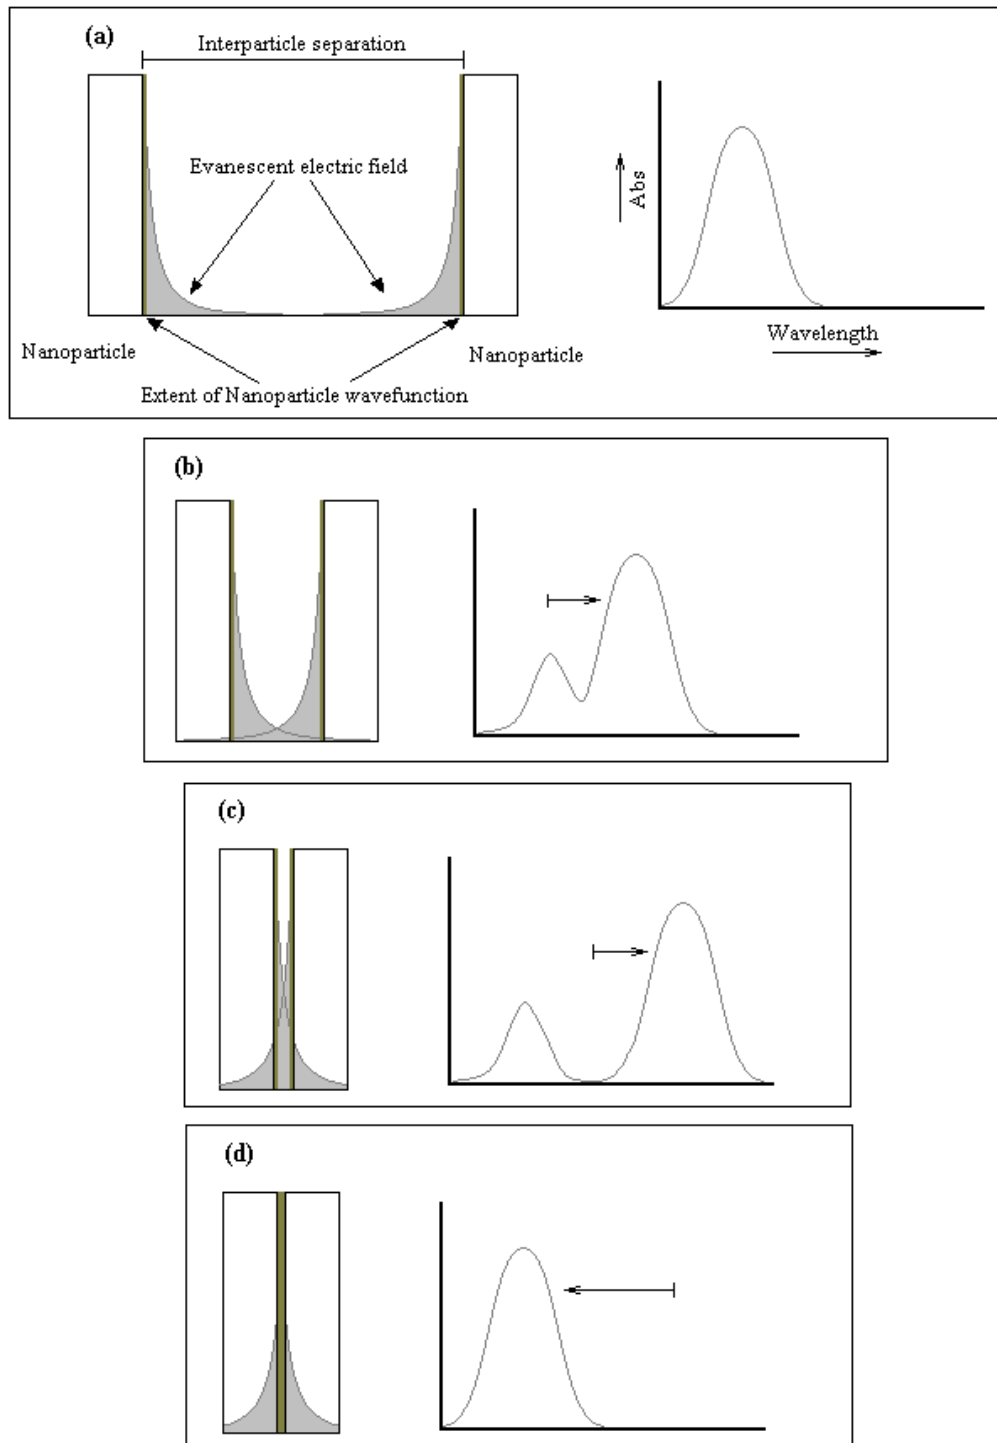 (a)
Interparticle separation
Evanescent electric field
Abs
Wavelength
Nanoparticle
Nanoparticle
Extent of Nanoparticle wavefunction
(b)
(c)
(d)